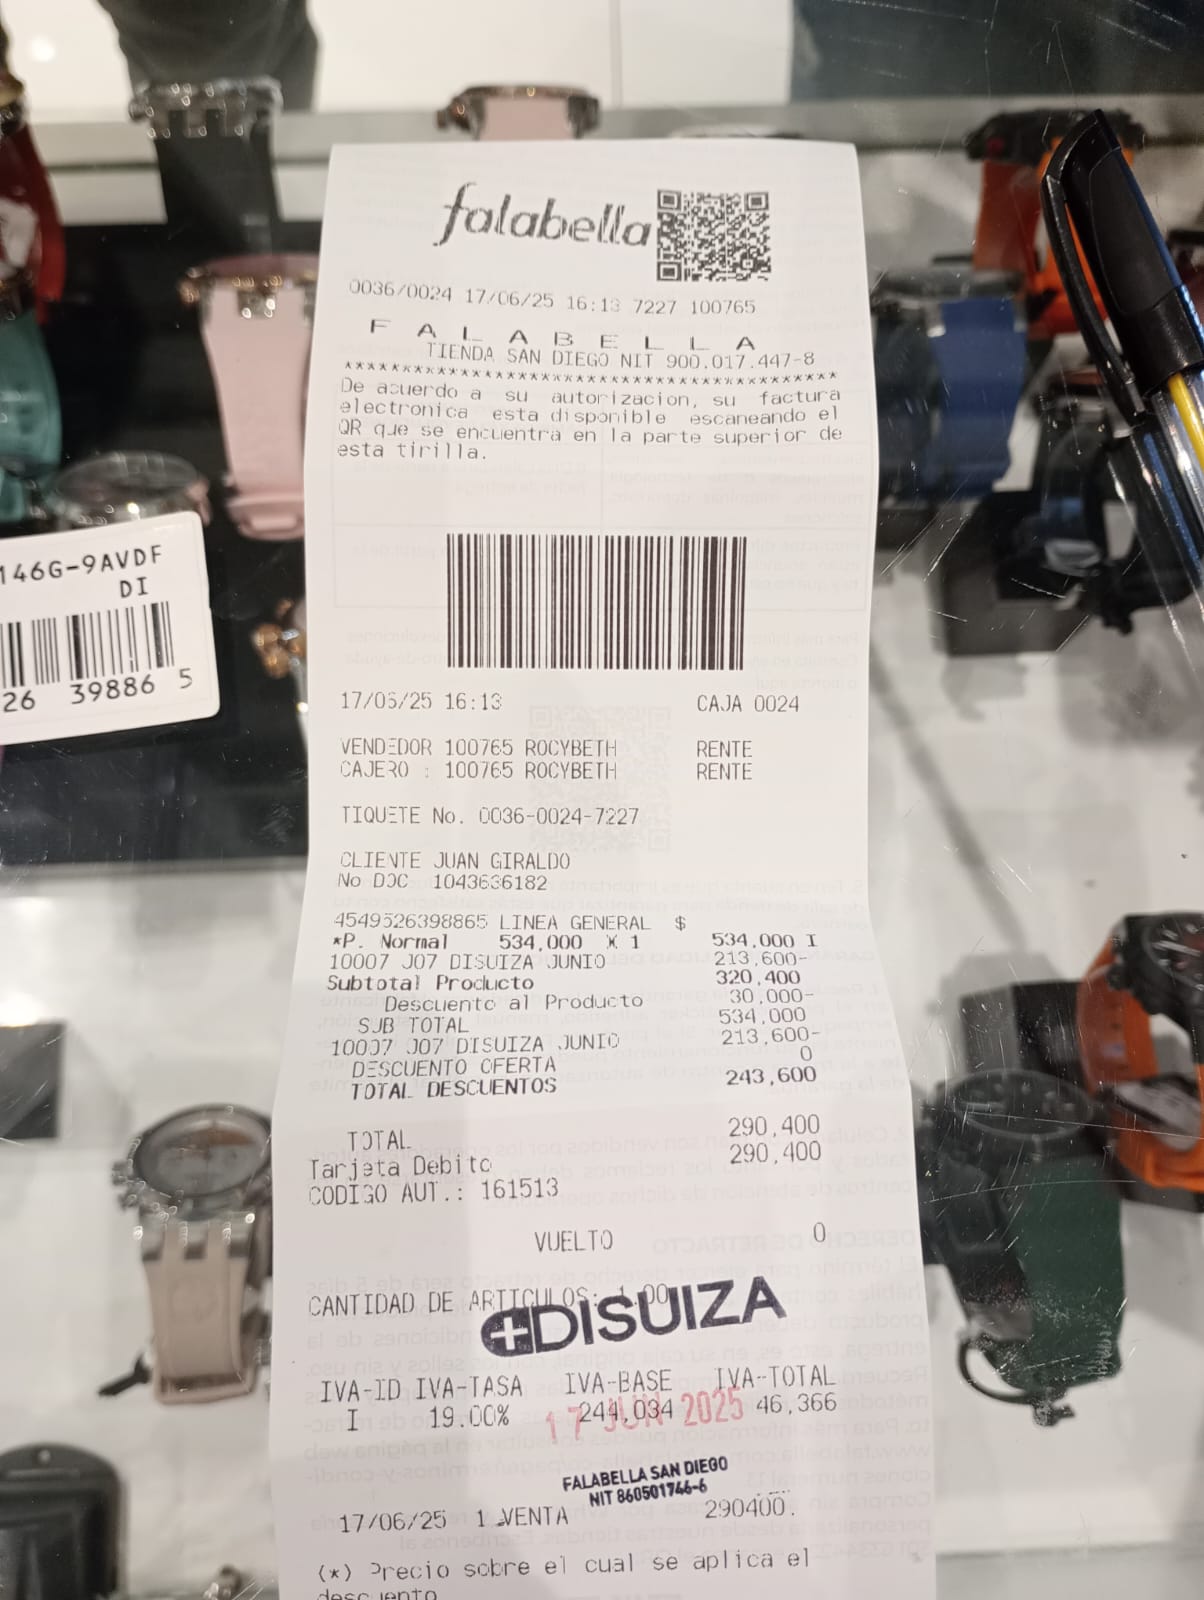 falabella
0036/0024 17/06/25 16:13 7227 100765
F A L A B E L L A
TIENDA SAN DIEGO NIT 900.017.447-8
******************************************
De acuerdo a su autorizacion, su factura
electronica esta disponible escaneando el
QR que se encuentra en la parte superior de
esta tirilla.
146G-9AVDF
DI
26 39886 5
17/06/25 16:13 CAJA 0024
VENDEDOR 100765 ROCYBETH RENTE
CAJERO : 100765 ROCYBETH RENTE
TIQUETE No. 0036-0024-7227
CLIENTE JUAN GIRALDO
No DOC 1043636182
4549526398865 LINEA GENERAL $
*P. Normal 534,000 X 1 534,000 I
10007 J07 DISUIZA JUNIO 213,600-
Subtotal Producto 320,400
Descuento al Producto 30,000-
SUB TOTAL 534,000
10007 J07 DISUIZA JUNIO 213,600-
DESCUENTO OFERTA 0
TOTAL DESCUENTOS 243,600
TOTAL 290,400
Tarjeta Debito 290,400
CODIGO AUT.: 161513
VUELTO 0
CANTIDAD DE ARTICULOS: 1.00
DISUIZA
IVA-ID IVA-TASA IVA-BASE IVA-TOTAL
I 19.00% 244,034 46,366
17 JUN 2025
FALABELLA SAN DIEGO
NIT 860501746-6
17/06/25 1 VENTA 290400.
(*) Precio sobre el cual se aplica el
descuento